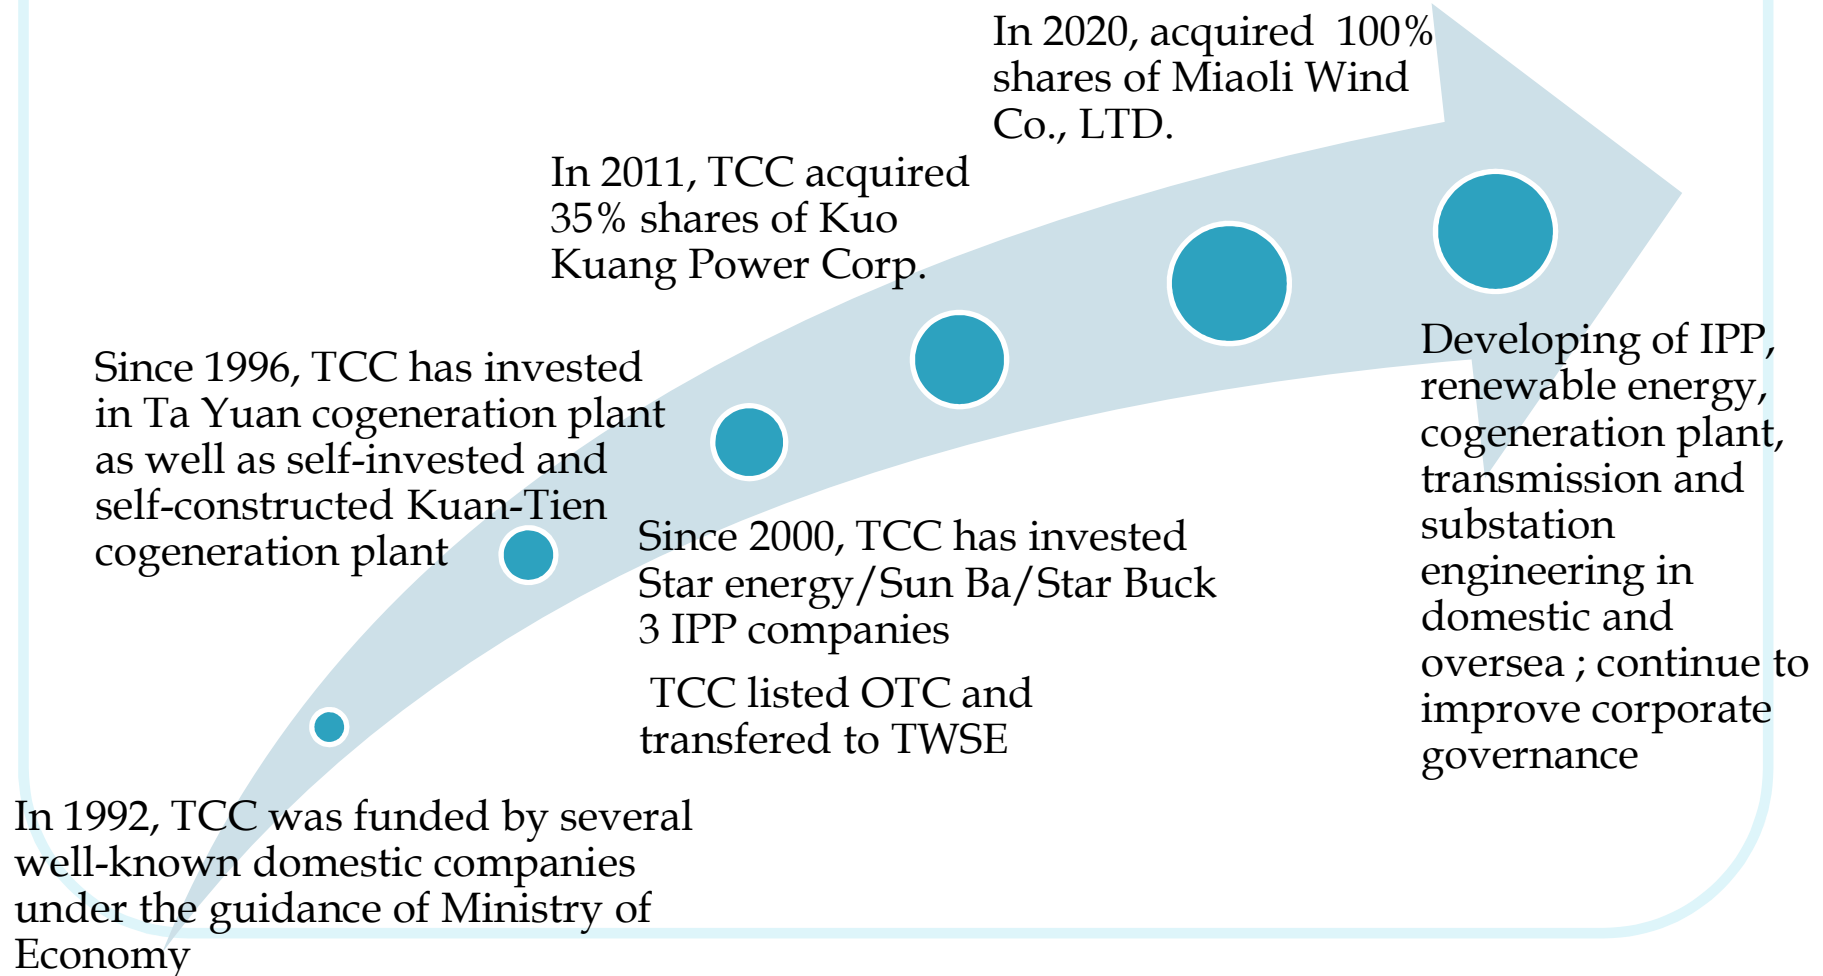 In 1992, TCC was funded by several
well-known domestic companies
under the guidance of Ministry of
Economy
Since 1996, TCC has invested
in Ta Yuan cogeneration plant
as well as self-invested and
self-constructed Kuan-Tien
cogeneration plant
Since 2000, TCC has invested
Star energy/Sun Ba/Star Buck
3 IPP companies
TCC listed OTC and
transfered to TWSE
In 2011, TCC acquired
35% shares of Kuo
Kuang Power Corp.
In 2020, acquired 100%
shares of Miaoli Wind
Co., LTD.
Developing of IPP,
renewable energy,
cogeneration plant,
transmission and
substation
engineering in
domestic and
oversea ; continue to
improve corporate
governance